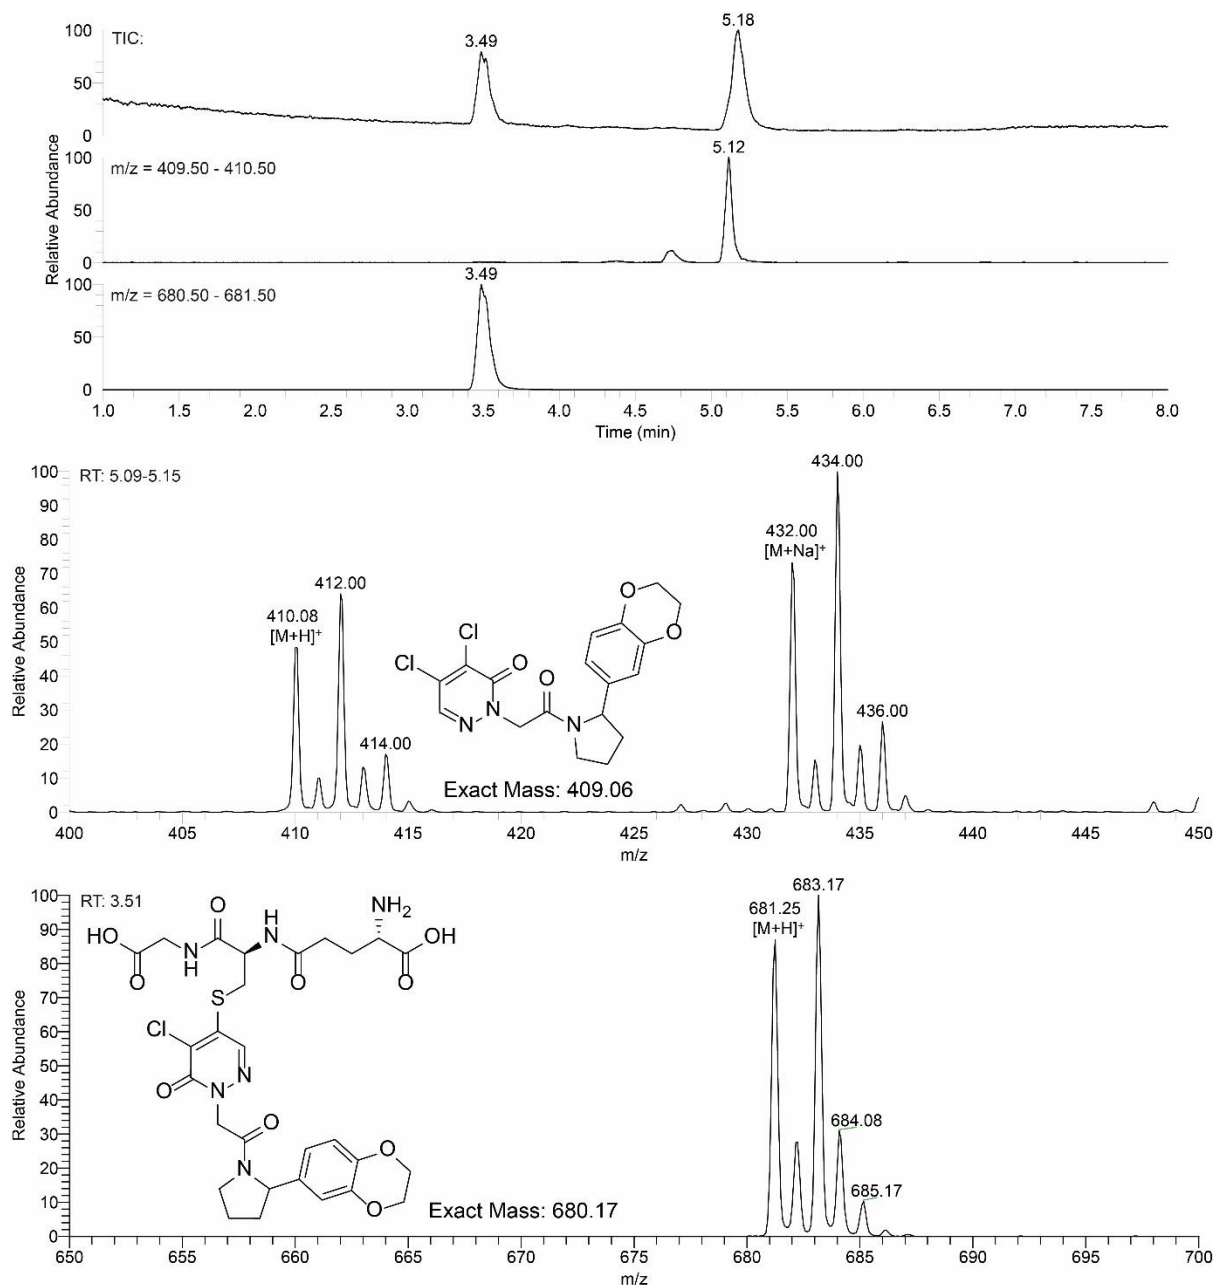 TIC:
3.49
5.18
100
50
0
Relative Abundance
m/z = 409.50 - 410.50
5.12
100
50
0
m/z = 680.50 - 681.50
3.49
100
50
0
1.0 1.5 2.0 2.5 3.0 3.5 4.0 4.5 5.0 5.5 6.0 6.5 7.0 7.5 8.0
Time (min)
RT: 5.09-5.15
Relative Abundance
100
90
80
70
60
50
40
30
20
10
0
410.08
[M+H]+
412.00
414.00
432.00
[M+Na]+
434.00
436.00
Cl
Cl
O
N
N
O
N
O
O
Exact Mass: 409.06
400 405 410 415 420 425 430 435 440 445 450
m/z
RT: 3.51
Relative Abundance
100
90
80
70
60
50
40
30
20
10
0
HO
O
N
H
O
H
N
O
NH2
OH
O
S
Cl
O
N
N
O
N
O
O
Exact Mass: 680.17
681.25
[M+H]+
683.17
684.08
685.17
650 655 660 665 670 675 680 685 690 695 700
m/z